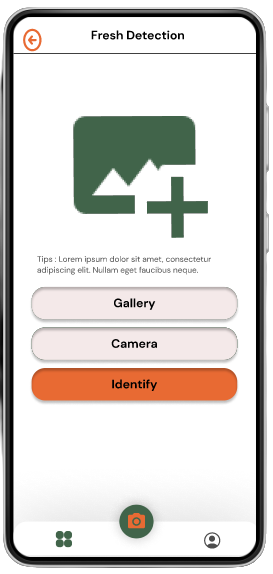 Fresh Detection
Tips : Lorem ipsum dolor sit amet, consectetur
adipiscing elit. Nullam eget faucibus neque.
Gallery
Camera
Identify